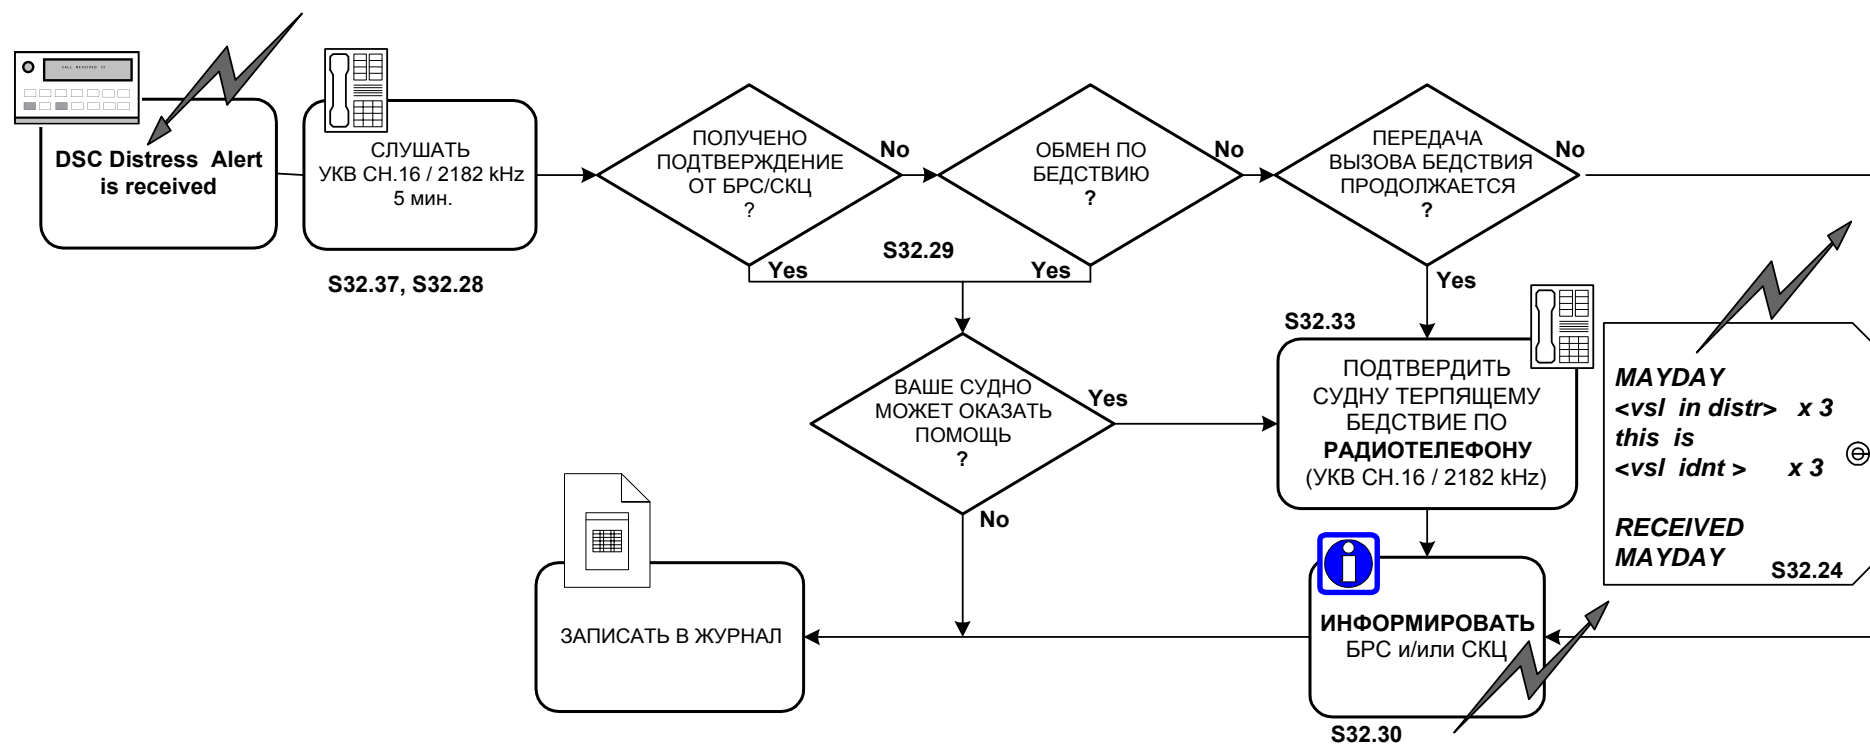 CALL RECEIVED !!
DSC Distress Alert
is received
СЛУШАТЬ
УКВ CH.16 / 2182 kHz
5 мин.
S32.37, S32.28
ПОЛУЧЕНО
ПОДТВЕРЖДЕНИЕ
ОТ БРС/СКЦ
?
No
Yes
S32.29
ОБМЕН ПО
БЕДСТВИЮ
?
No
Yes
ПЕРЕДАЧА
ВЫЗОВА БЕДСТВИЯ
ПРОДОЛЖАЕТСЯ
?
No
Yes
ВАШЕ СУДНО
МОЖЕТ ОКАЗАТЬ
ПОМОЩЬ
?
Yes
No
S32.33
ПОДТВЕРДИТЬ
СУДНУ ТЕРПЯЩЕМУ
БЕДСТВИЕ ПО
РАДИОТЕЛЕФОНУ
(УКВ CH.16 / 2182 kHz)
MAYDAY
<vsl in distr> x 3
this is
<vsl idnt > x 3
RECEIVED
MAYDAY
S32.24
ЗАПИСАТЬ В ЖУРНАЛ
i
ИНФОРМИРОВАТЬ
БРС и/или СКЦ
S32.30